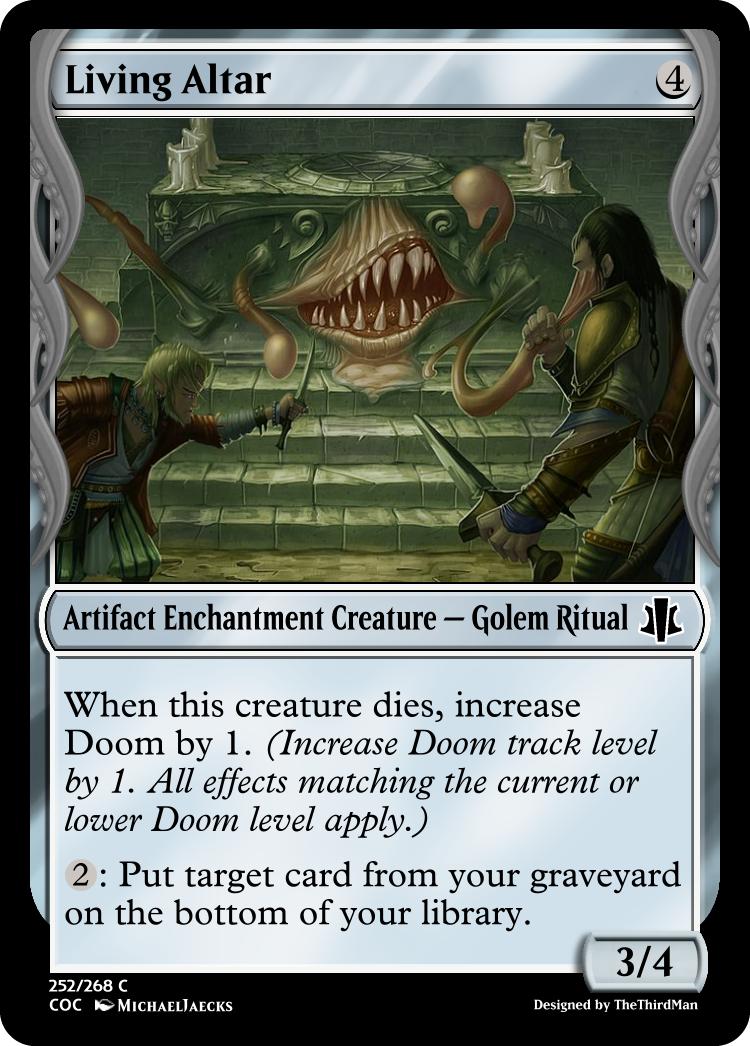 Living Altar 4
Artifact Enchantment Creature — Golem Ritual
When this creature dies, increase
Doom by 1. (Increase Doom track level
by 1. All effects matching the current or
lower Doom level apply.)
2: Put target card from your graveyard
on the bottom of your library.
3/4
252/268 C
COC MichaelJaecks
Designed by TheThirdMan